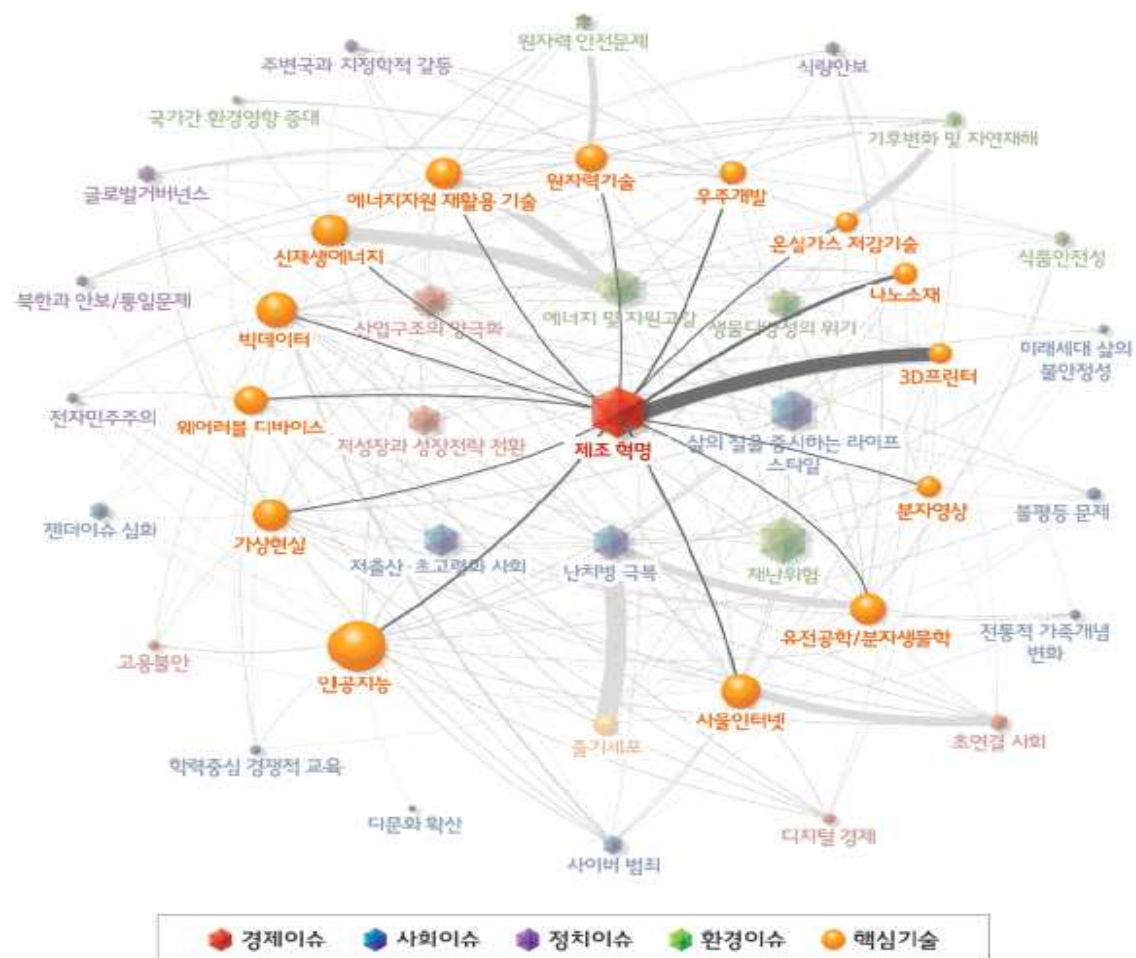 원자력 안전문제
주변국과 지정학적 갈등
식량안보
국가간 환경영향 증대
기후변화 및 자연재해
글로벌거버넌스
에너지자원 재활용 기술
원자력기술
우주개발
신재생에너지
온실가스 저감기술
식품안전성
북한과 안보/통일문제
나노소재
산업구조의 양극화
에너지 및 자원고갈
생물다양성의 위기
빅데이터
미래세대 삶의
불안정성
3D프린터
전자민주주의
웨어러블 디바이스
저성장과 성장전략 전환
제조 혁명
삶의 질을 중시하는 라이프
스타일
젠더이슈 심화
가상현실
분자영상
불평등 문제
저출산·초고령화 사회
난치병 극복
재난위험
유전공학/분자생물학
전통적 가족개념
변화
고용불안
인공지능
사물인터넷
줄기세포
초연결 사회
학력중심 경쟁적 교육
다문화 확산
사이버 범죄
디지털 경제
경제이슈
사회이슈
정치이슈
환경이슈
핵심기술